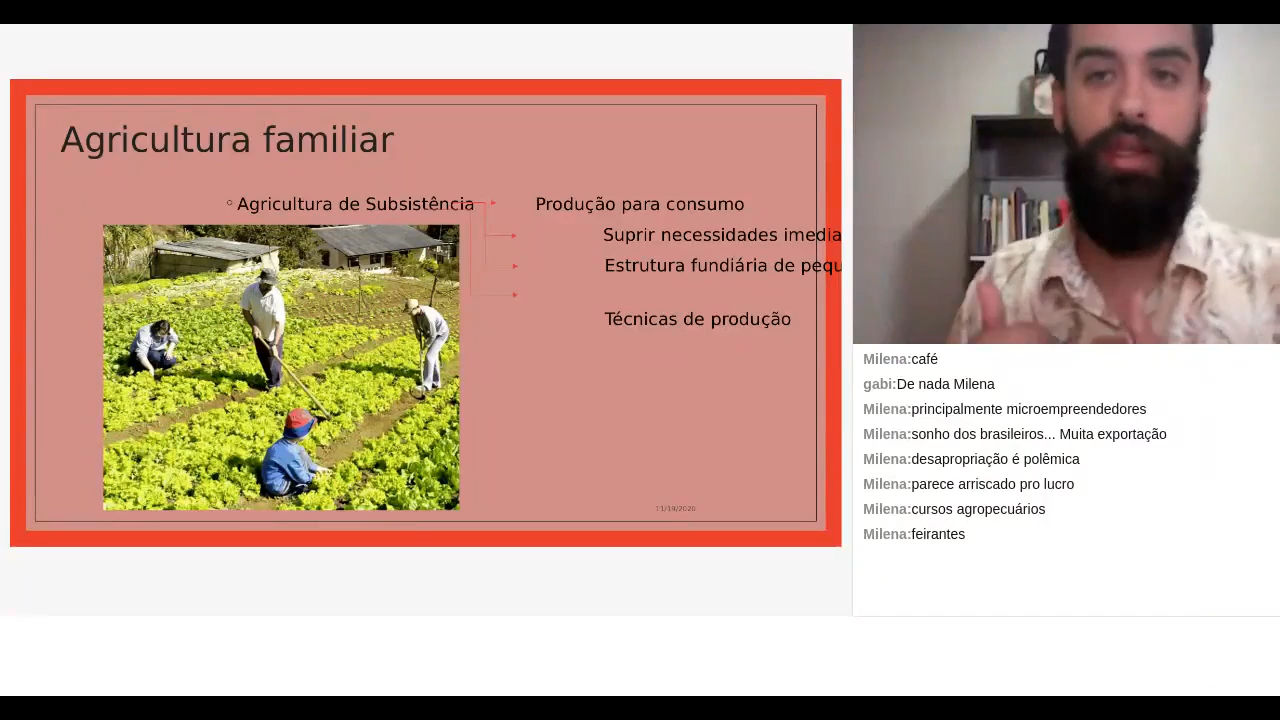 Agricultura familiar
Agricultura de Subsistência
Produção para consumo
Suprir necessidades imedia
Estrutura fundiária de pequ
Técnicas de produção
11/19/2020
Milena:café
gabi:De nada Milena
Milena:principalmente microempreendedores
Milena:sonho dos brasileiros... Muita exportação
Milena:desapropriação é polêmica
Milena:parece arriscado pro lucro
Milena:cursos agropecuários
Milena:feirantes